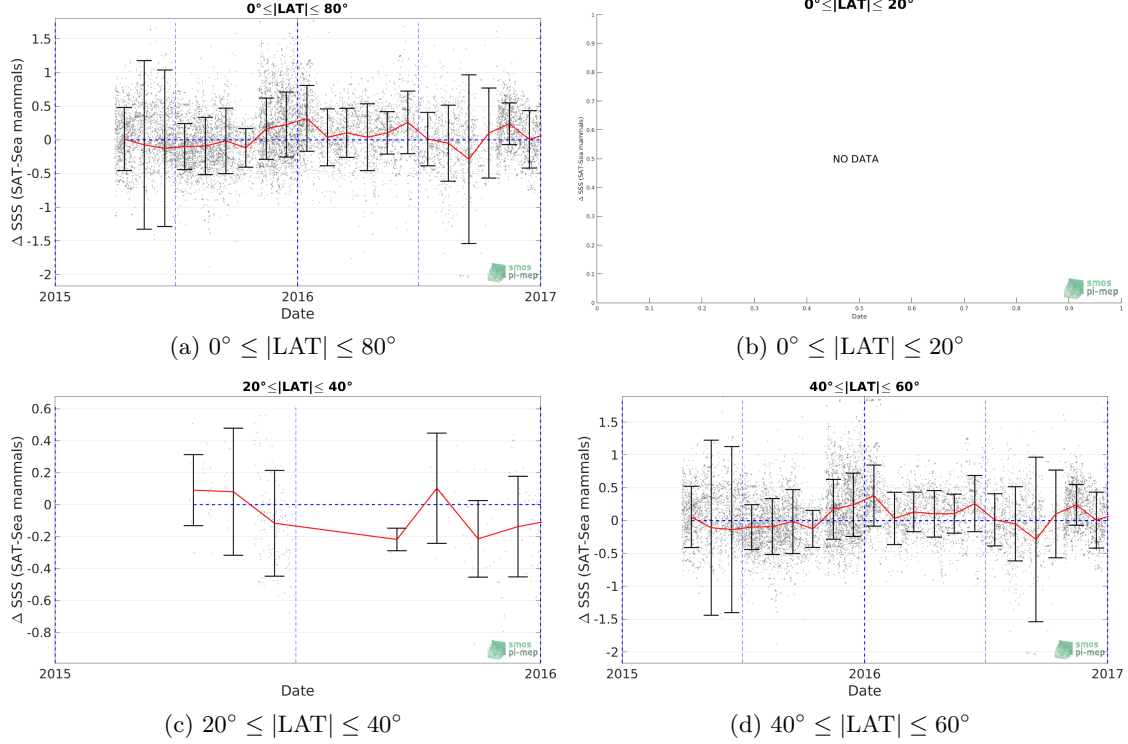 0°≤|LAT|≤ 80°
Δ SSS (SAT-Sea mammals)
1.5
1
0.5
0
-0.5
-1
-1.5
-2
2015
2016
2017
Date
smos
pi-mep
(a) 0° ≤ |LAT| ≤ 80°
0°≤|LAT|≤ 20°
Δ SSS (SAT-Sea mammals)
1
0.9
0.8
0.7
0.6
0.5
0.4
0.3
0.2
0.1
0
NO DATA
0
0.1
0.2
0.3
0.4
0.5
0.6
0.7
0.8
0.9
1
Date
smos
pi-mep
(b) 0° ≤ |LAT| ≤ 20°
20°≤|LAT|≤ 40°
Δ SSS (SAT-Sea mammals)
0.6
0.4
0.2
0
-0.2
-0.4
-0.6
-0.8
2015
2016
Date
smos
pi-mep
(c) 20° ≤ |LAT| ≤ 40°
40°≤|LAT|≤ 60°
Δ SSS (SAT-Sea mammals)
1.5
1
0.5
0
-0.5
-1
-1.5
-2
2015
2016
2017
Date
smos
pi-mep
(d) 40° ≤ |LAT| ≤ 60°